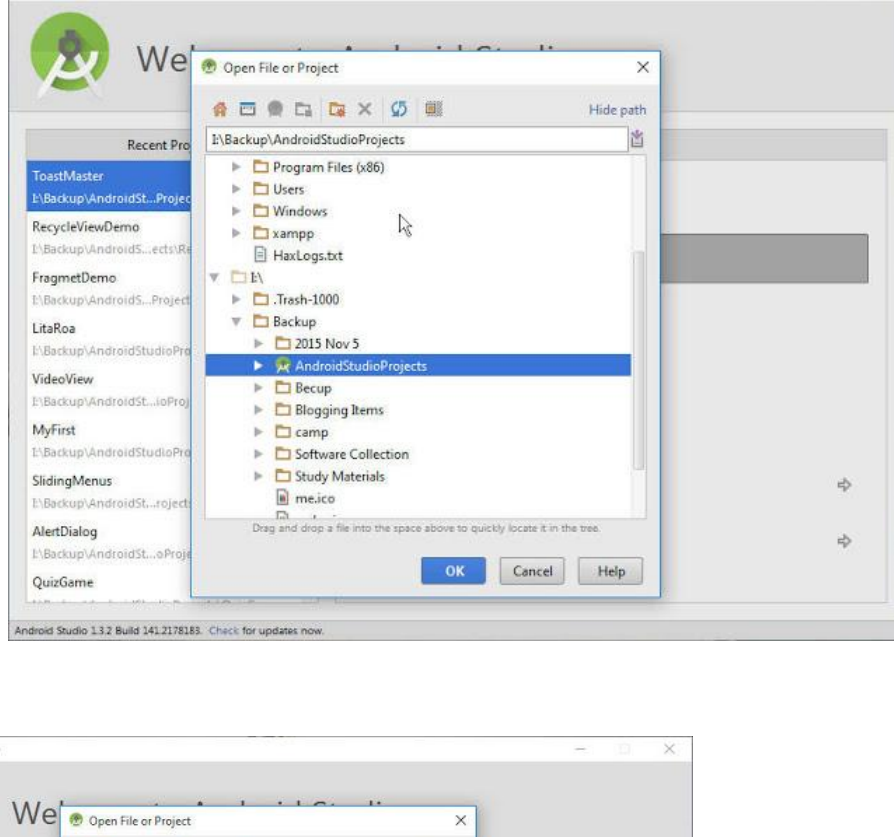 We
Open File or Project
Hide path
I:\Backup\AndroidStudioProjects
Recent Pro
Program Files (x86)
Users
Windows
xampp
HaxLogs.txt
I:\
.Trash-1000
Backup
2015 Nov 5
AndroidStudioProjects
Becup
Blogging Items
camp
Software Collection
Study Materials
me.ico
Drag and drop a file into the space above to quickly locate it in the tree.
OK
Cancel
Help
ToastMaster
I:\Backup\AndroidSt...Projec
RecycleViewDemo
I:\Backup\AndroidS...ects\Re
FragmetDemo
I:\Backup\AndroidS...Project
LitaRoa
I:\Backup\AndroidStudioPro
VideoView
I:\Backup\AndroidSt...ioProj
MyFirst
I:\Backup\AndroidStudioPro
SlidingMenus
I:\Backup\AndroidSt...rojects
AlertDialog
I:\Backup\AndroidSt...oProje
QuizGame
Android Studio 1.3.2 Build 141.2178183. Check for updates now.
We
Open File or Project